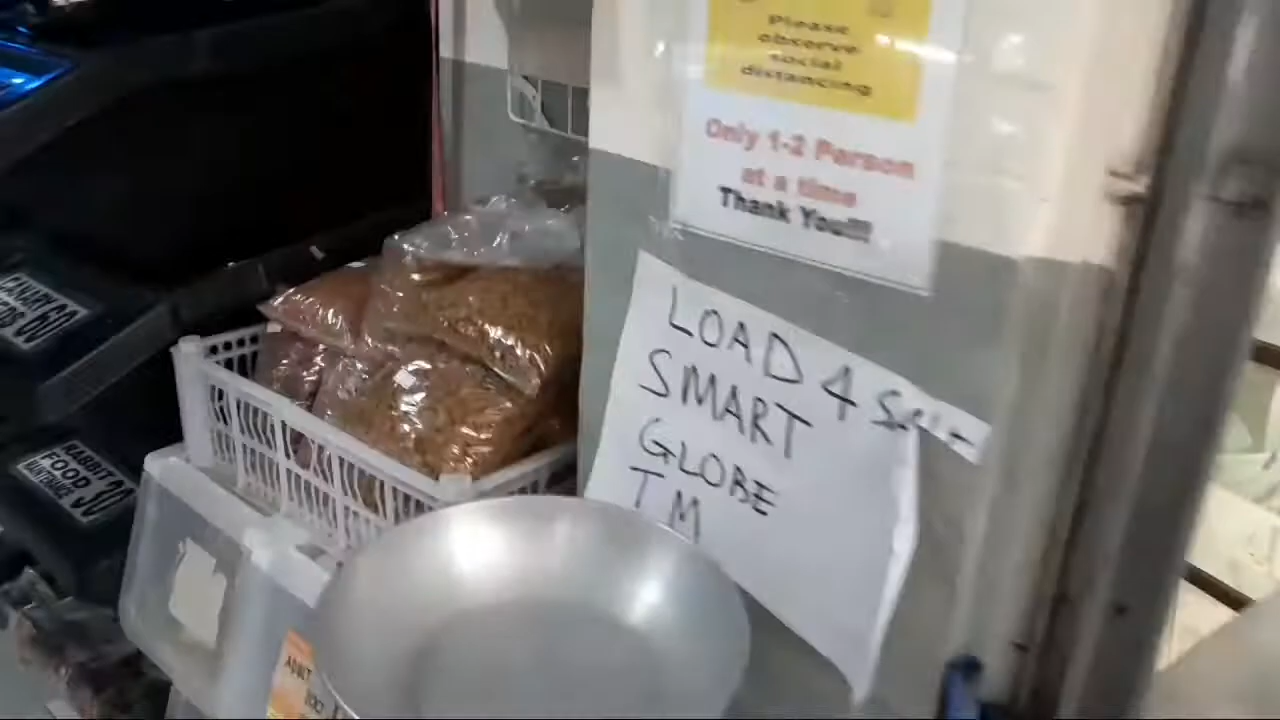 Please
observe
social
distancing
Only 1-2 Person
at a time
Thank You!!!
LOAD 4
SMART
GLOBE
TM
CANARY
60
RABBIT
FOOD
MAINTENANCE
30